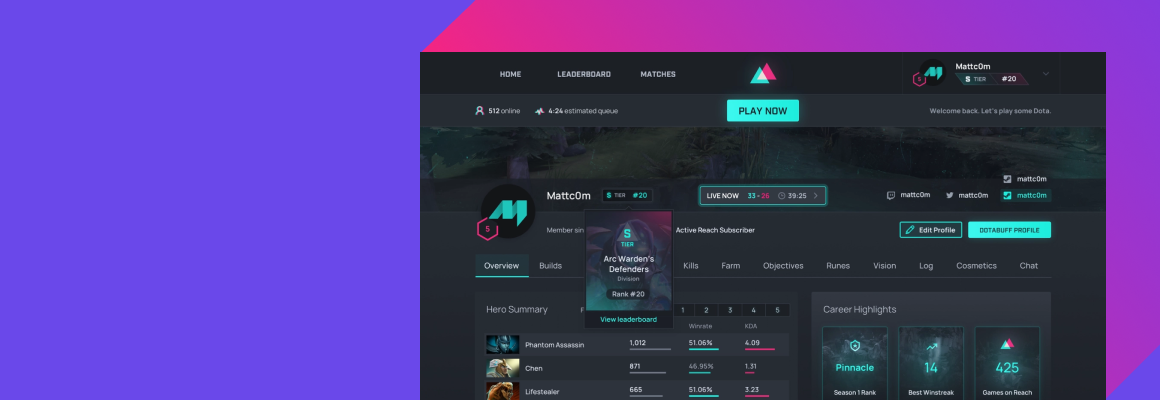 HOME LEADERBOARD MATCHES
Mattc0m
S TIER #20
5
512 online 4:24 estimated queue PLAY NOW Welcome back. Let's play some Dota.
mattc0m
Mattc0m S TIER #20 LIVE NOW 33 - 26 39:25 mattc0m mattc0m mattc0m
5
Member sin Active Reach Subscriber Edit Profile DOTABUFF PROFILE
S
TIER
Arc Warden's
Defenders
Division
Rank #20
View leaderboard
Overview Builds Kills Farm Objectives Runes Vision Log Cosmetics Chat
Hero Summary F 1 2 3 4 5
Winrate KDA
Phantom Assassin 1,012 51.06% 4.09
Chen 871 46.95% 1.31
Lifestealer 665 51.06% 3.23
Career Highlights
Pinnacle 14 425
Season 1 Rank Best Winstreak Games on Reach